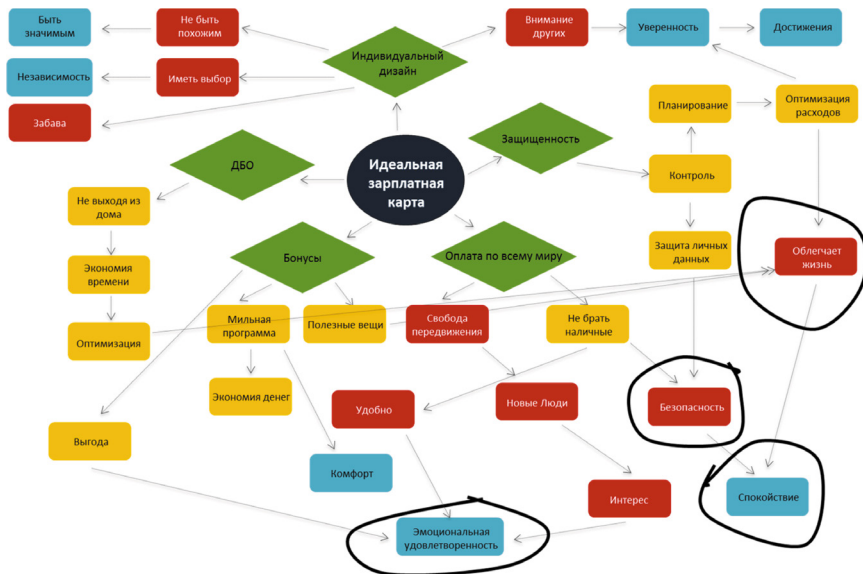 Быть
значимым
Не быть
похожим
Внимание
других
Уверенность
Достижения
Индивидуальный
дизайн
Независимость
Иметь выбор
Забава
Планирование
Оптимизация
расходов
Защищенность
ДБО
Идеальная
зарплатная
карта
Контроль
Не выходя из
дома
Защита личных
данных
Облегчает
жизнь
Бонусы
Оплата по всему миру
Экономия
времени
Мильная
программа
Полезные вещи
Свобода
передвижения
Не брать
наличные
Оптимизация
Экономия денег
Удобно
Новые Люди
Безопасность
Выгода
Комфорт
Интерес
Спокойствие
Эмоциональная
удовлетворенность